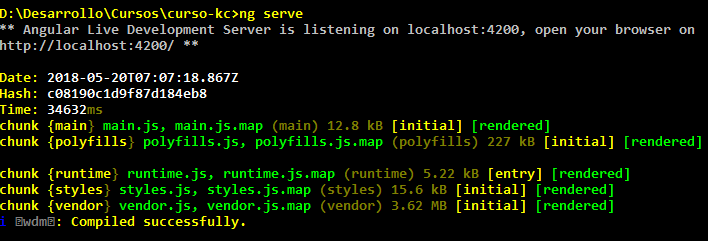 D:\Desarrollo\Cursos\curso-kc>ng serve
** Angular Live Development Server is listening on localhost:4200, open your browser on
http://localhost:4200/ **
Date: 2018-05-20T07:07:18.867Z
Hash: c08190c1d9f87d184eb8
Time: 34632ms
chunk {main} main.js, main.js.map (main) 12.8 kB [initial] [rendered]
chunk {polyfills} polyfills.js, polyfills.js.map (polyfills) 227 kB [initial] [rendered]
chunk {runtime} runtime.js, runtime.js.map (runtime) 5.22 kB [entry] [rendered]
chunk {styles} styles.js, styles.js.map (styles) 15.6 kB [initial] [rendered]
chunk {vendor} vendor.js, vendor.js.map (vendor) 3.62 MB [initial] [rendered]
i 「wdm」: Compiled successfully.